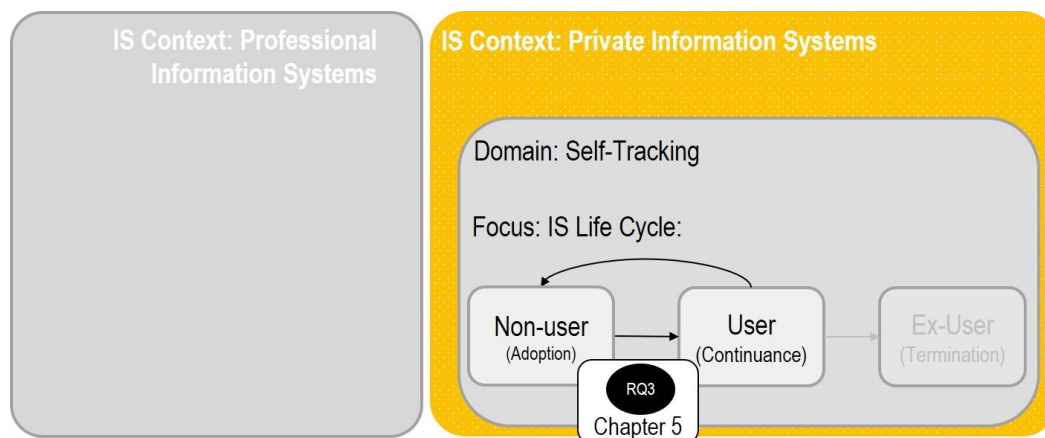 IS Context: Professional
Information Systems
IS Context: Private Information Systems
Domain: Self-Tracking
Focus: IS Life Cycle:
Non-user
(Adoption)
User
(Continuance)
Ex-User
(Termination)
RQ3
Chapter 5